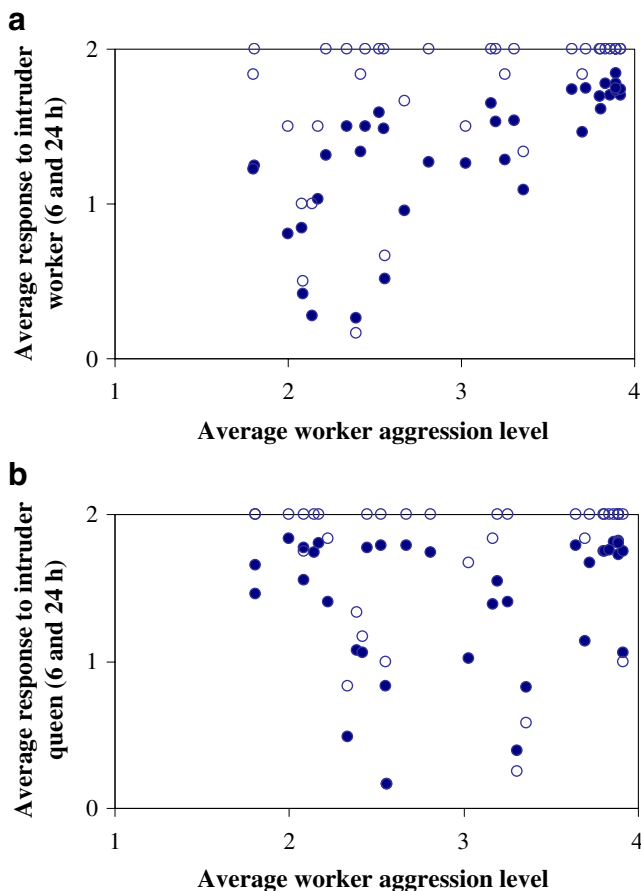 a
Average response to intruder
worker (6 and 24 h)
2
1
0
1 2 3 4
Average worker aggression level
b
Average response to intruder
queen (6 and 24 h)
2
1
0
1 2 3 4
Average worker aggression level